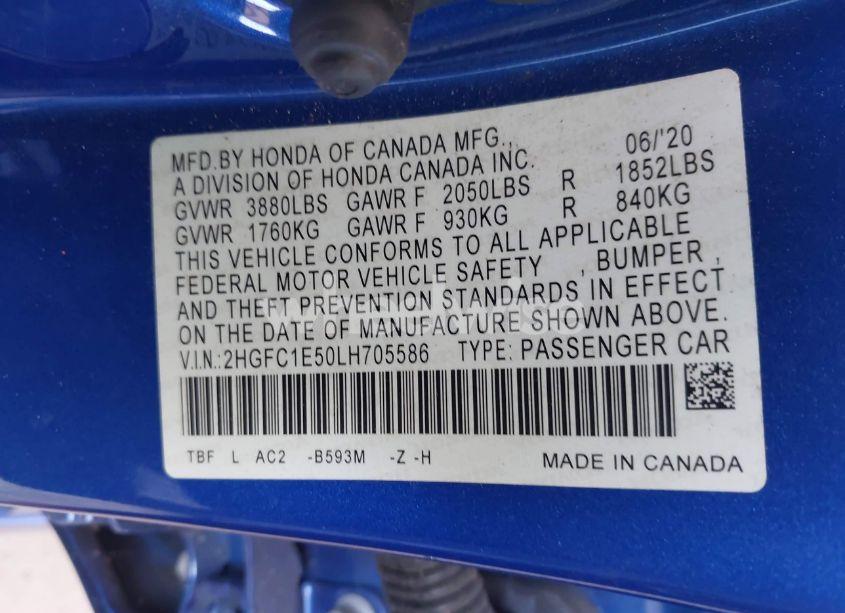 MFD.BY HONDA OF CANADA MFG., 06/'20
A DIVISION OF HONDA CANADA INC.
GVWR 3880LBS GAWR F 2050LBS R 1852LBS
GVWR 1760KG GAWR F 930KG R 840KG
THIS VEHICLE CONFORMS TO ALL APPLICABLE
FEDERAL MOTOR VEHICLE SAFETY , BUMPER ,
AND THEFT PREVENTION STANDARDS IN EFFECT
ON THE DATE OF MANUFACTURE SHOWN ABOVE.
V.I.N.:2HGFC1E50LH705586 TYPE: PASSENGER CAR
TBF L AC2 -B593M -Z -H MADE IN CANADA